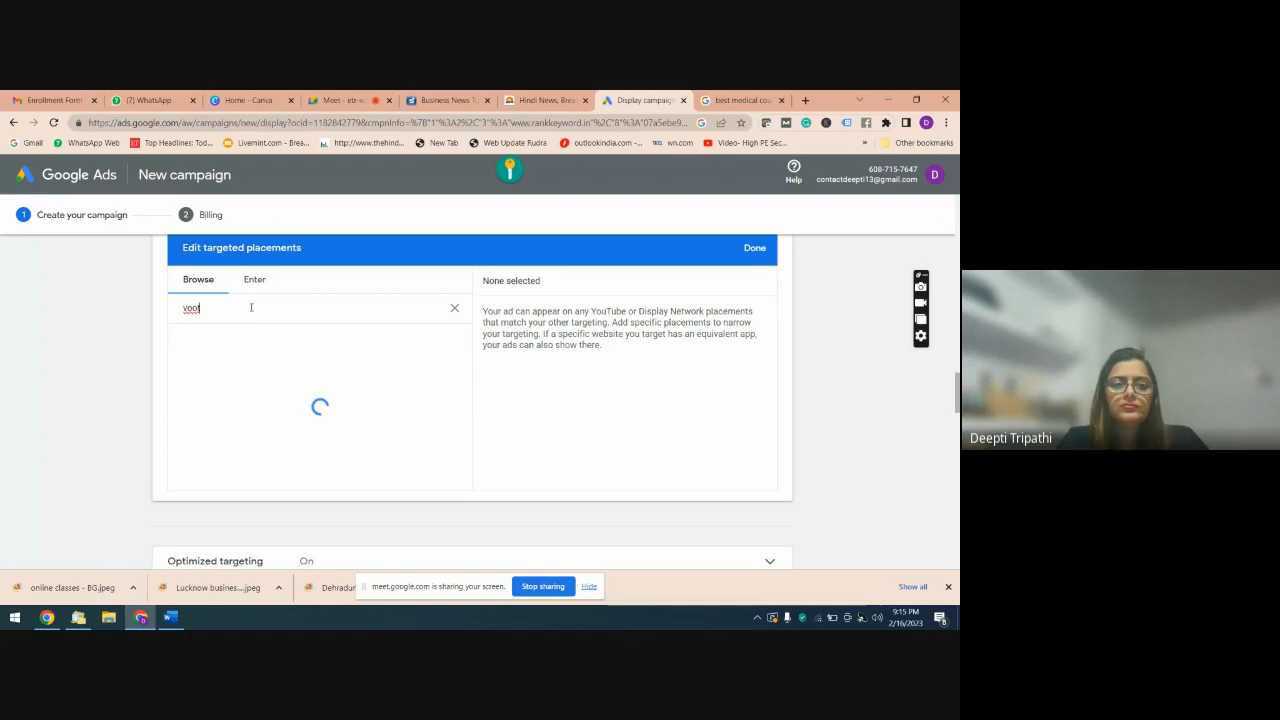 Enrollment Form
(7) WhatsApp
Home - Canva
Meet - etr-w
Business News T
Hindi News, Brea
Display campaign
best medical cou
https://ads.google.com/aw/campaigns/new/display?ocid=1182842779&cmpnInfo=%7B"1"%3A2%2C"3"%3A"www.rankkeyword.in"%2C"8"%3A"07a5ebe9...
Gmail
WhatsApp Web
Top Headlines: Tod...
Livemint.com - Brea...
http://www.thehind...
New Tab
Web Update Rudra
outlookindia.com -...
wn.com
Video- High PE Sec...
»
Other bookmarks
Google Ads
New campaign
Help
608-715-7647
contactdeepti13@gmail.com
D
1 Create your campaign
2 Billing
Edit targeted placements
Done
Browse
Enter
None selected
voot
Your ad can appear on any YouTube or Display Network placements
that match your other targeting. Add specific placements to narrow
your targeting. If a specific website you target has an equivalent app,
your ads can also show there.
Optimized targeting
On
online classes - BG.jpeg
Lucknow busines....jpeg
Dehradun
meet.google.com is sharing your screen.
Stop sharing
Hide
Show all
9:15 PM
2/16/2023
Deepti Tripathi